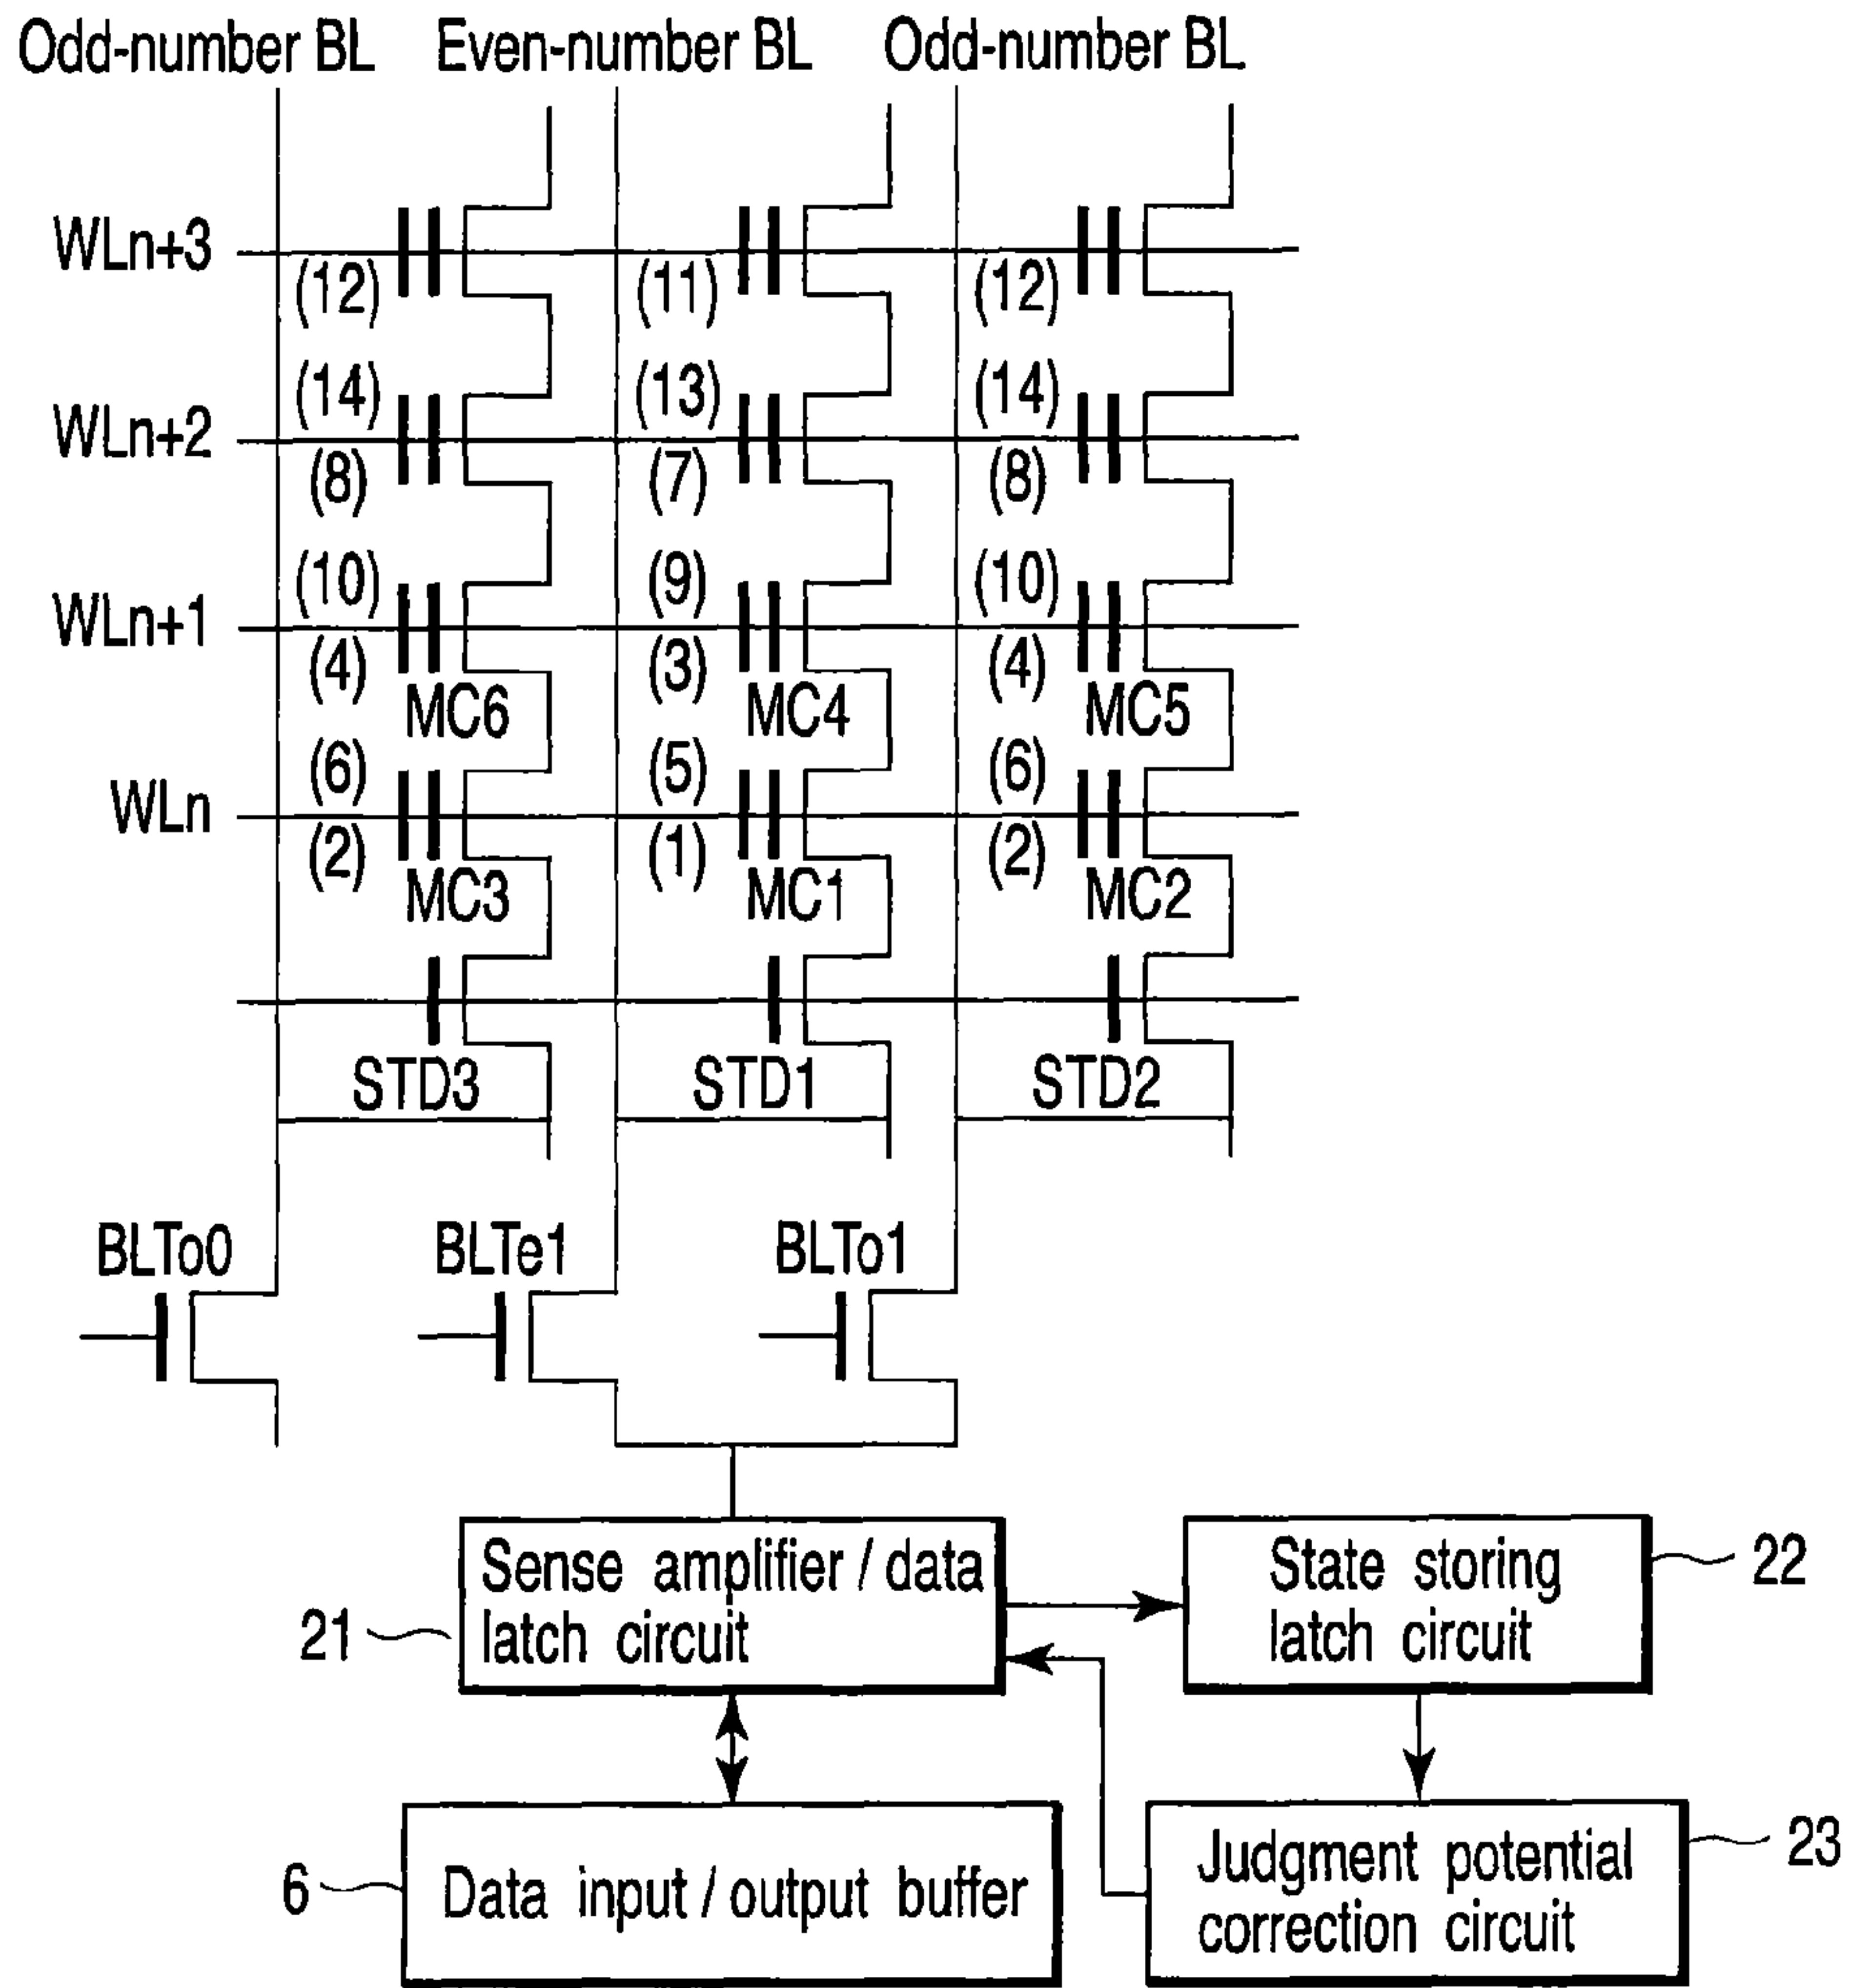 Odd-number BL Even-number BL Odd-number BL
WLn+3
(12) (11) (12)
(14) (13) (14)
WLn+2
(8) (7) (8)
(10) (9) (10)
WLn+1
(4) (3) (4)
MC6 MC4 MC5
(6) (5) (6)
WLn
(2) (1) (2)
MC3 MC1 MC2
STD3 STD1 STD2
BLTo0 BLTe1 BLTo1
Sense amplifier / data
latch circuit
21
State storing
latch circuit
22
Data input / output buffer
6
Judgment potential
correction circuit
23